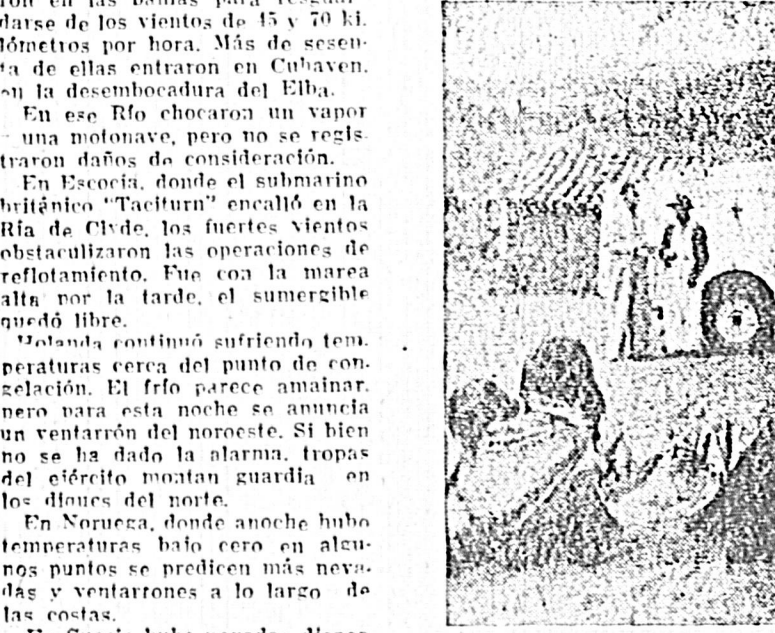 darse de los vientos de 45 y 70 ki-
lómetros por hora. Más de sesen-
ta de ellas entraron en Cuhaven,
en la desembocadura del Elba.
En ese Río chocaron un vapor
una motonave, pero no se regis-
traron daños de consideración.
En Escocia, donde el submarino
británico "Taciturn" encalló en la
Ría de Clyde, los fuertes vientos
obstaculizaron las operaciones de
reflotamiento. Fue con la marea
alta por la tarde, el sumergible
quedó libre.
Holanda continuó sufriendo tem-
peraturas cerca del punto de con-
gelación. El frío parece amainar,
pero para esta noche se anuncia
un ventarrón del noroeste. Si bien
no se ha dado la alarma, tropas
del ejército montan guardia en
los diques del norte.
En Noruega, donde anoche hubo
temperaturas bajo cero en algu-
nos puntos se predicen más neva-
das y ventarrones a lo largo de
las costas.